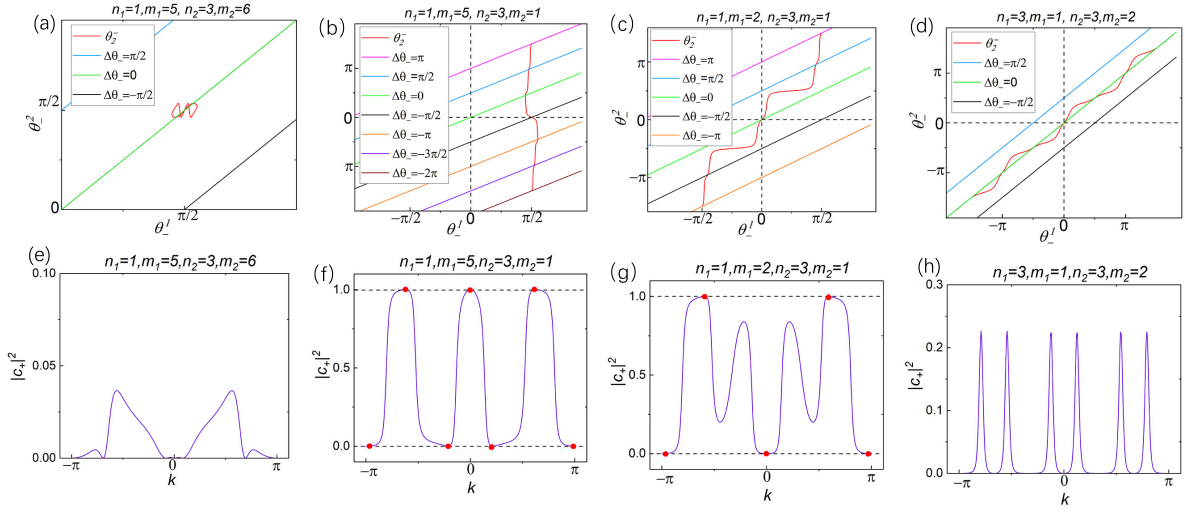 (a)
n₁=1,m₁=5, n₂=3,m₂=6
θ₂⁻
Δθ₋=π/2
Δθ₋=0
Δθ₋=−π/2
π/2
θ₋²
0
π/2
θ₋ᴵ
(b)
n₁=1,m₁=5, n₂=3,m₂=1
θ₂⁻
Δθ₋=π
Δθ₋=π/2
Δθ₋=0
Δθ₋=−π/2
Δθ₋=−π
Δθ₋=−3π/2
Δθ₋=−2π
π
0
π
θ₋²
−π/2
0
π/2
θ₋ᴵ
(c)
n₁=1,m₁=2, n₂=3,m₂=1
θ₂⁻
Δθ₋=π
Δθ₋=π/2
Δθ₋=0
Δθ₋=−π/2
Δθ₋=−π
π
0
−π
θ₋²
−π/2
0
π/2
θ₋ᴵ
(d)
n₁=3,m₁=1, n₂=3,m₂=2
θ₂⁻
Δθ₋=π/2
Δθ₋=0
Δθ₋=−π/2
π
0
−π
θ₋²
−π
0
π
θ₋ᴵ
(e)
n₁=1,m₁=5,n₂=3,m₂=6
0.10
0.05
0.00
|c₊|²
−π
0
π
k
(f)
n₁=1,m₁=5,n₂=3,m₂=1
1.0
0.5
0.0
|c₊|²
−π
0
π
k
(g)
n₁=1,m₁=2,n₂=3,m₂=1
1.0
0.5
0.0
|c₊|²
−π
0
π
k
(h)
n₁=3,m₁=1,n₂=3,m₂=2
0.3
0.2
0.1
0.0
|c₊|²
−π
0
π
k